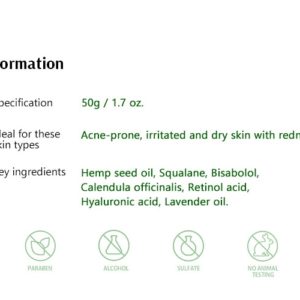 ormation
pecification 50g / 1.7 oz.
eal for these Acne-prone, irritated and dry skin with redn
kin types
ey ingredients Hemp seed oil, Squalane, Bisabolol,
Calendula officinalis, Retinol acid,
Hyaluronic acid, Lavender oil.
PARABEN ALCOHOL SULFATE NO ANIMAL
TESTING